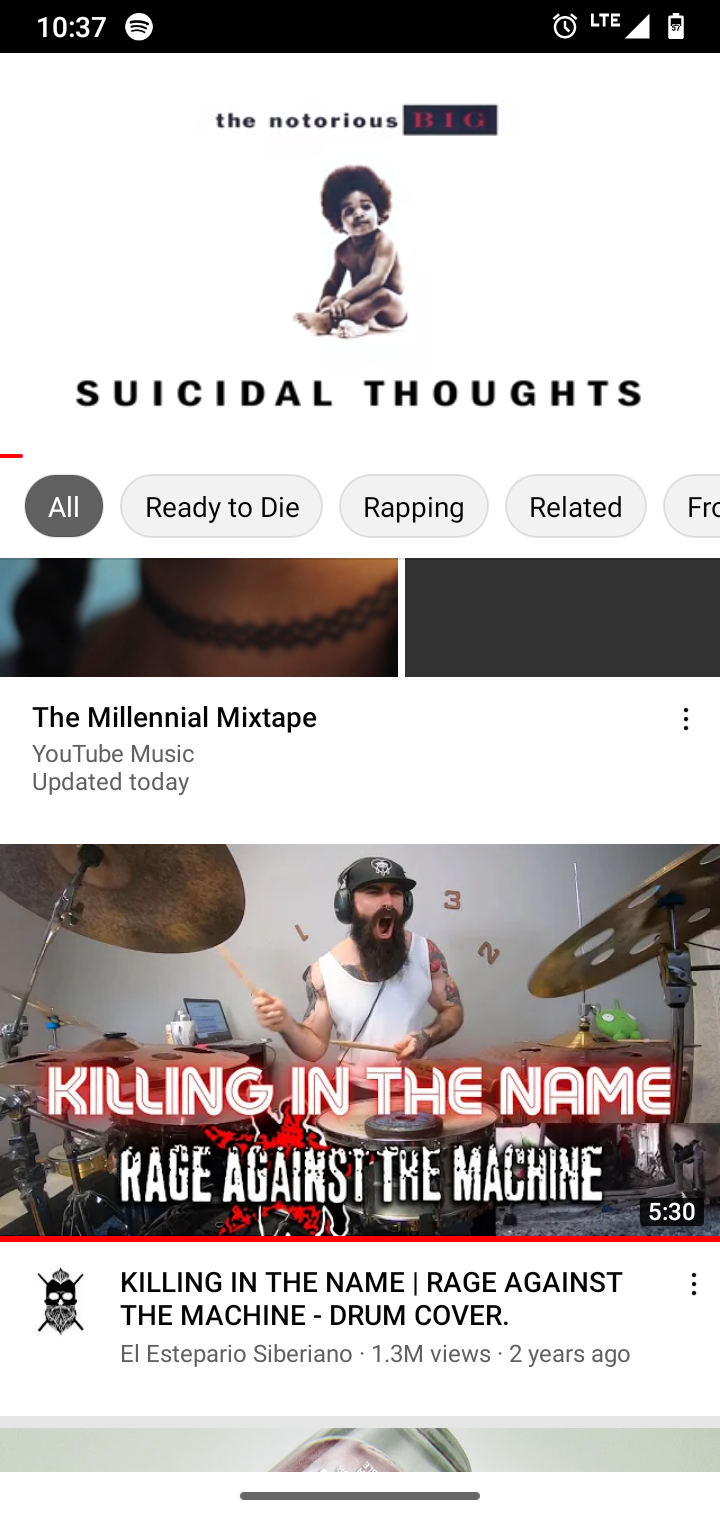 10:37
LTE
57
the notorious BIG
SUICIDAL THOUGHTS
All
Ready to Die
Rapping
Related
Fro
The Millennial Mixtape
YouTube Music
Updated today
1
3
2
KILLING IN THE NAME
RAGE AGAINST THE MACHINE
5:30
KILLING IN THE NAME | RAGE AGAINST
THE MACHINE - DRUM COVER.
El Estepario Siberiano · 1.3M views · 2 years ago